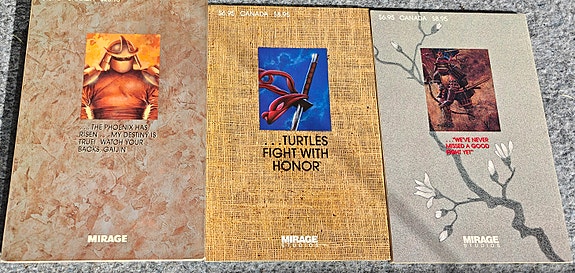 . . . THE PHOENIX HAS
RISEN . . . MY DESTINY IS
TRUE! WATCH YOUR
BACKS, GAIJIN
MIRAGE
$6.95 CANADA $8.95
. . . TURTLES
FIGHT WITH
HONOR
MIRAGE
STUDIOS
$6.95 CANADA $8.95
. . . "WE'VE NEVER
MISSED A GOOD
FIGHT YET"
MIRAGE
STUDIOS